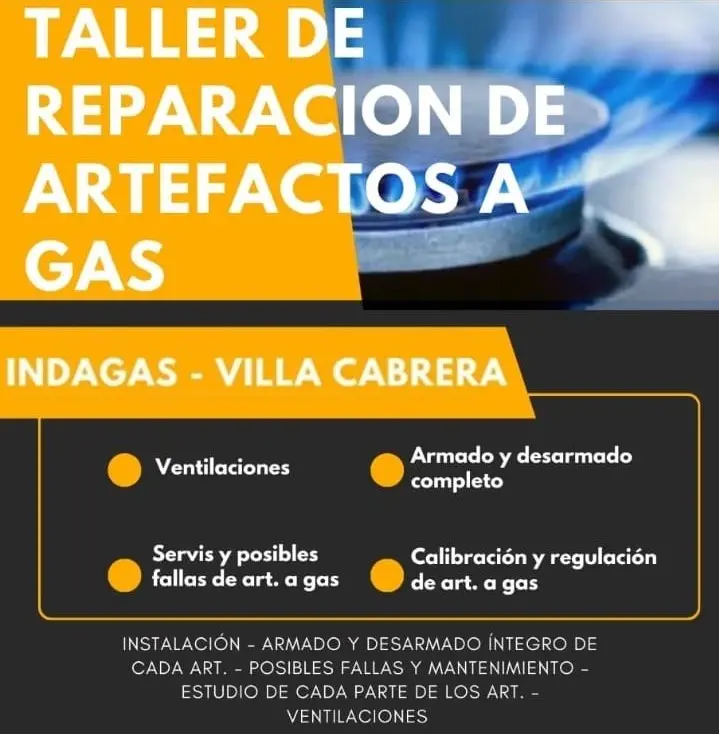 TALLER DE
REPARACION DE
ARTEFACTOS A
GAS
INDAGAS - VILLA CABRERA
Ventilaciones
Armado y desarmado
completo
Servis y posibles
fallas de art. a gas
Calibración y regulación
de art. a gas
INSTALACIÓN - ARMADO Y DESARMADO ÍNTEGRO DE
CADA ART. - POSIBLES FALLAS Y MANTENIMIENTO -
ESTUDIO DE CADA PARTE DE LOS ART. -
VENTILACIONES